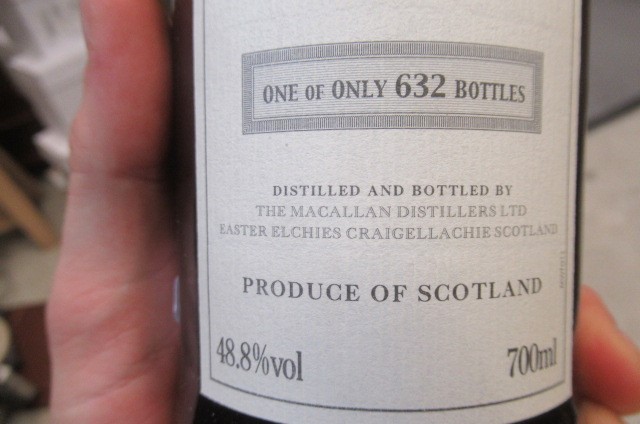 ONE OF ONLY 632 BOTTLES
DISTILLED AND BOTTLED BY
THE MACALLAN DISTILLERS LTD
EASTER ELCHIES CRAIGELLACHIE SCOTLAND
PRODUCE OF SCOTLAND
48.8%vol 700ml